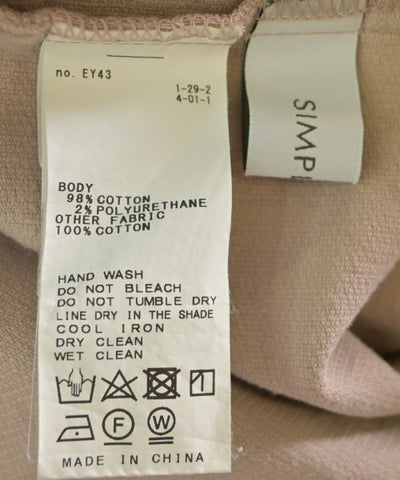 no. EY43
1-29-2
4-01-1
BODY
98% COTTON
2% POLYURETHANE
OTHER FABRIC
100% COTTON
HAND WASH
DO NOT BLEACH
DO NOT TUMBLE DRY
LINE DRY IN THE SHADE
COOL IRON
DRY CLEAN
WET CLEAN
F W
MADE IN CHINA
SIMP